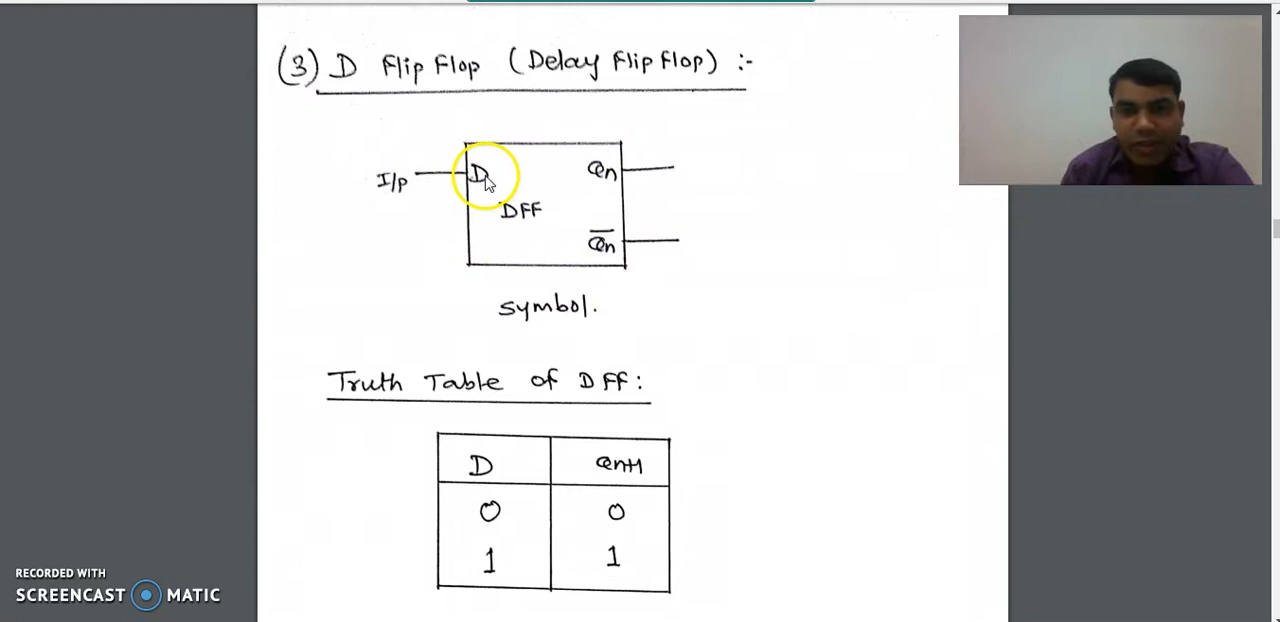 (3) D Flip Flop (Delay Flip Flop) :-
I/P
D
Qn
DFF
Q̅n
symbol.
Truth Table of DFF:
D Qn+1
0 0
1 1
RECORDED WITH
SCREENCAST MATIC